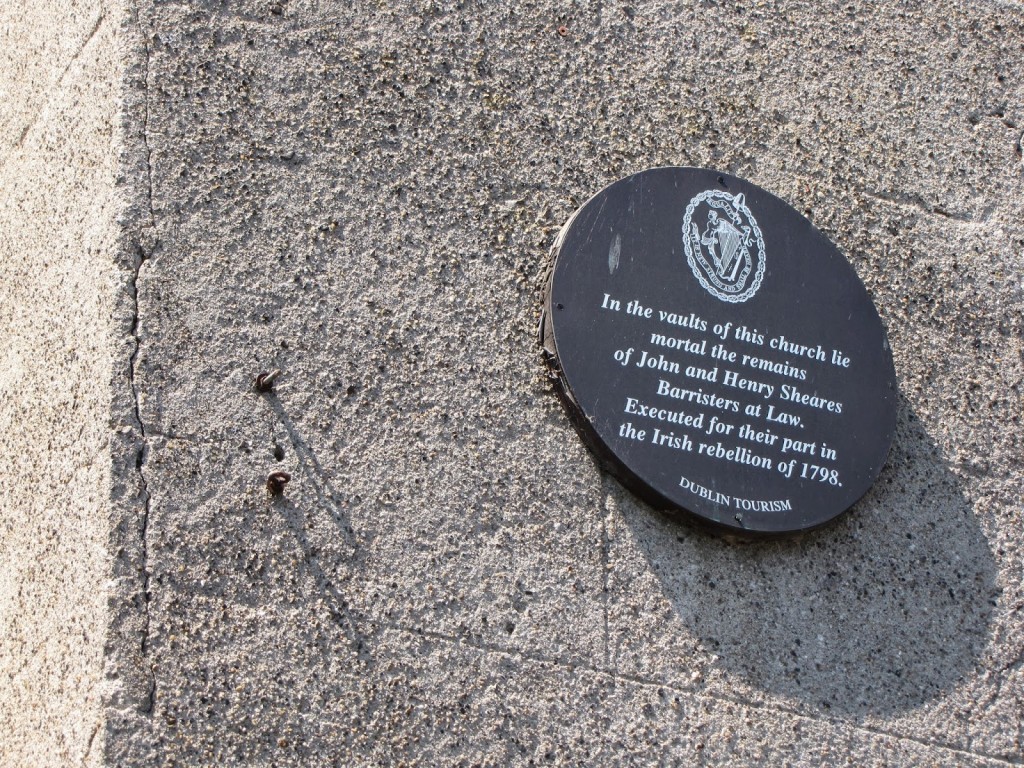 In the vaults of this church lie
mortal the remains
of John and Henry Sheares
Barristers at Law.
Executed for their part in
the Irish rebellion of 1798.
DUBLIN TOURISM